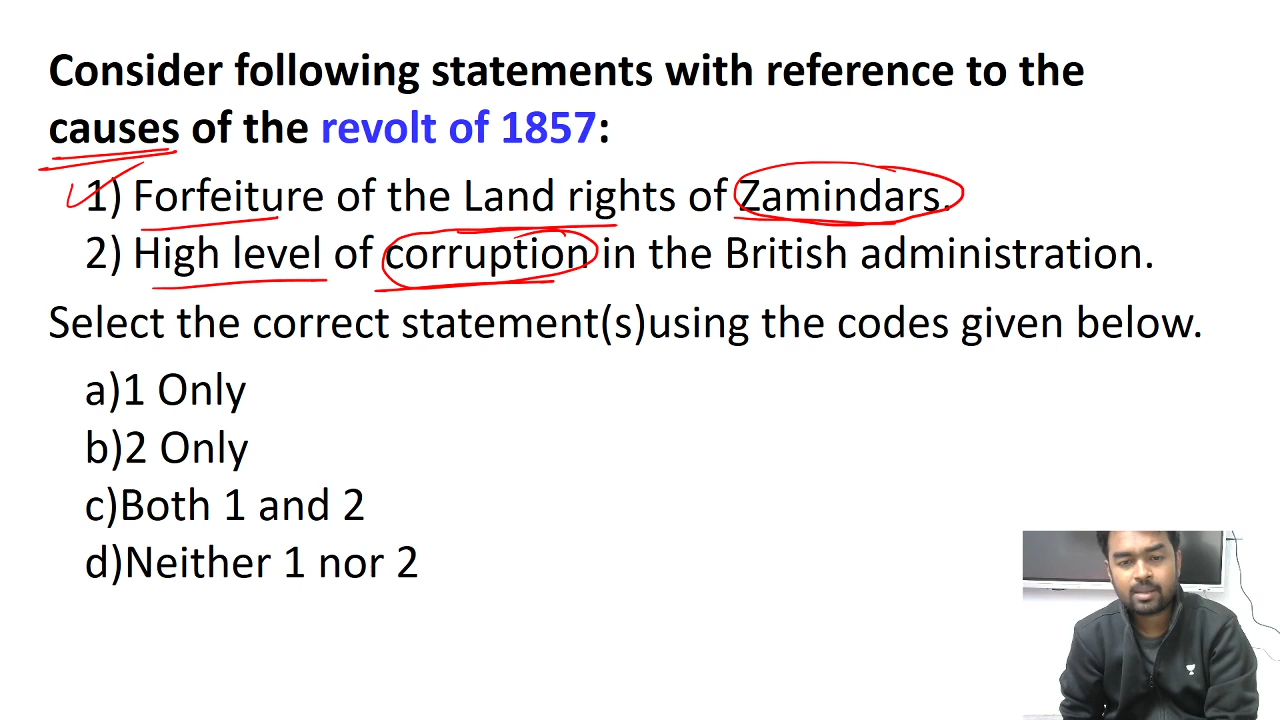 Consider following statements with reference to the
causes of the revolt of 1857:
1) Forfeiture of the Land rights of Zamindars.
2) High level of corruption in the British administration.
Select the correct statement(s)using the codes given below.
a)1 Only
b)2 Only
c)Both 1 and 2
d)Neither 1 nor 2